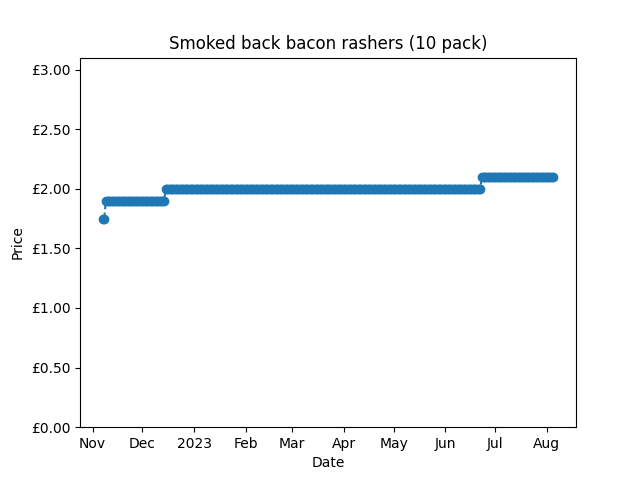 Smoked back bacon rashers (10 pack)
£3.00
£2.50
£2.00
£1.50
£1.00
£0.50
£0.00
Price
Nov Dec 2023 Feb Mar Apr May Jun Jul Aug
Date